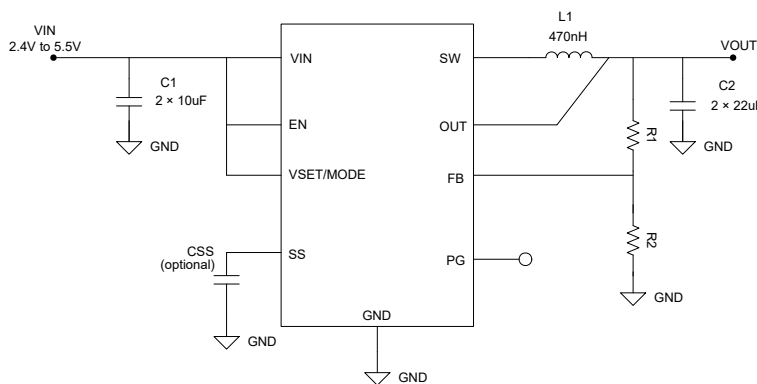 VIN
2.4V to 5.5V
C1
2 × 10uF
GND
VIN
EN
VSET/MODE
CSS
(optional)
SS
GND
GND
GND
SW
OUT
FB
PG
L1
470nH
VOUT
C2
2 × 22u
GND
R1
R2
GND